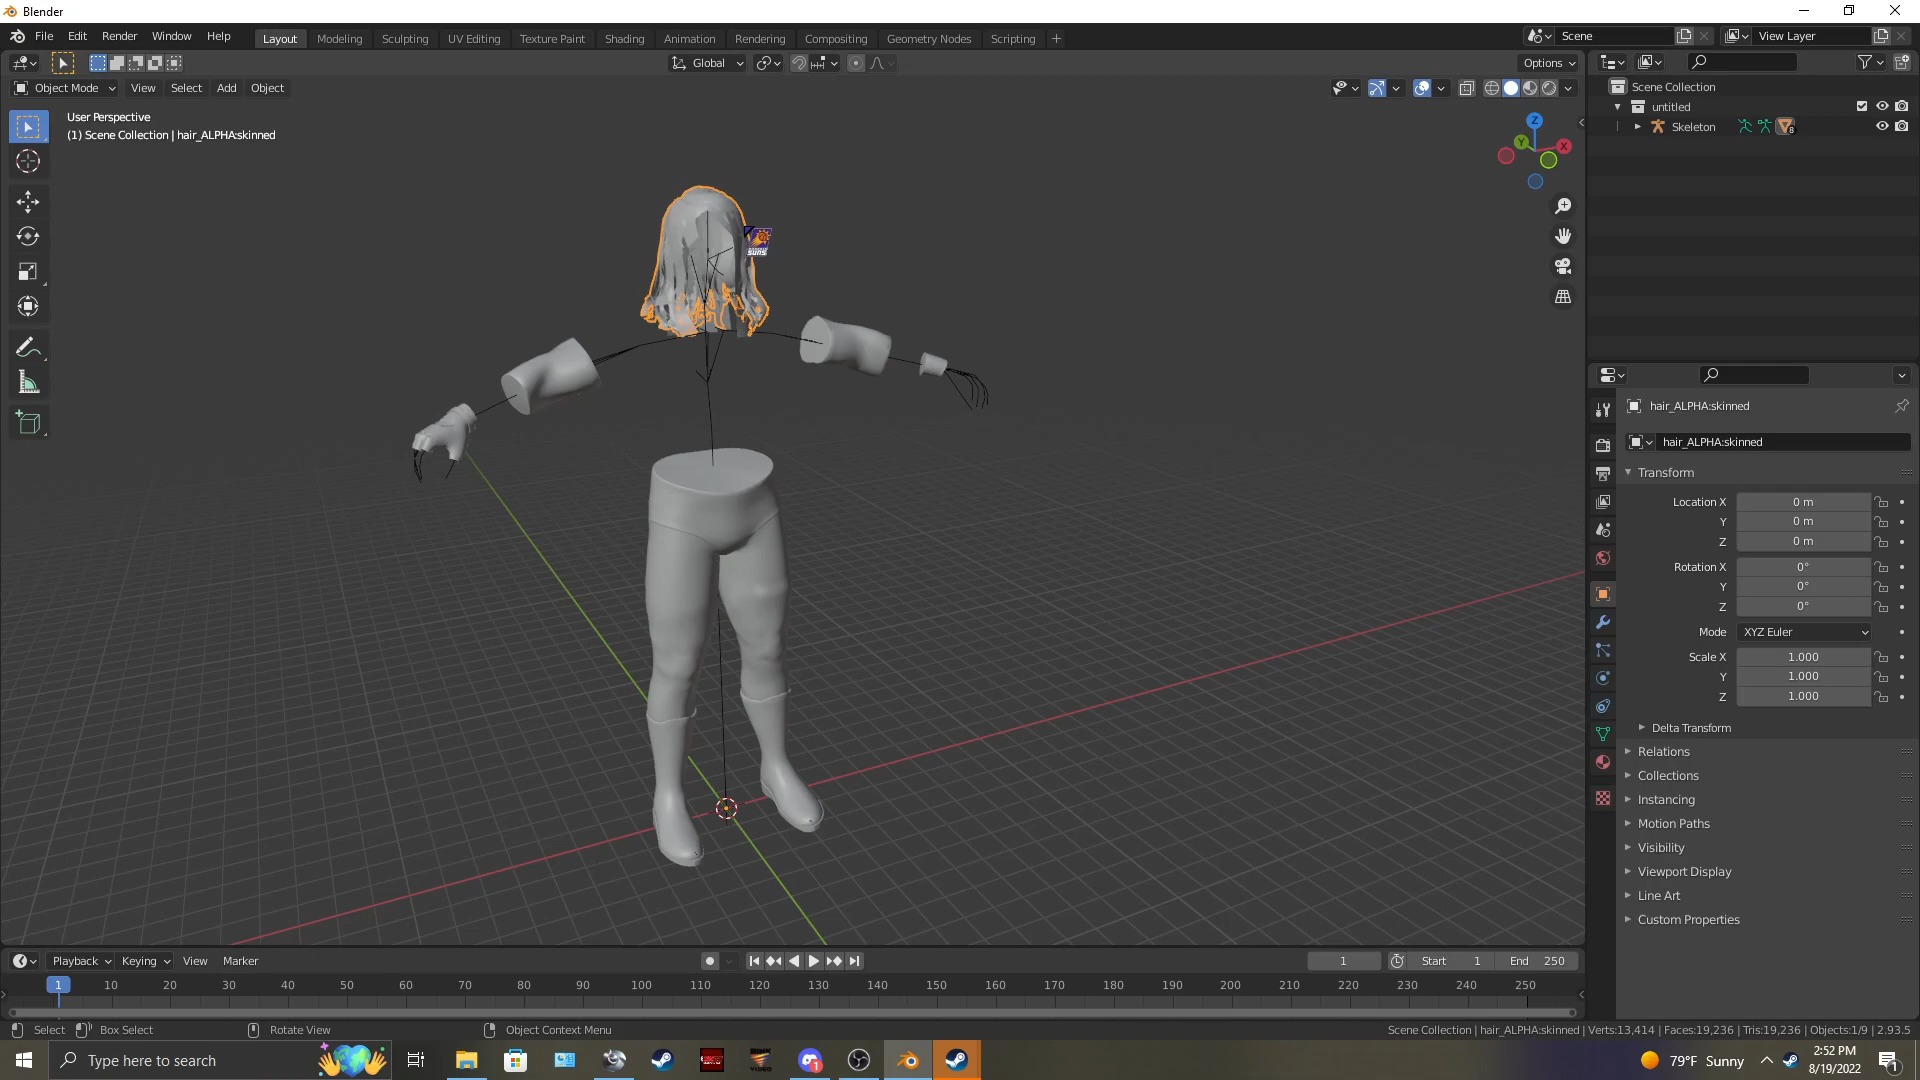 Blender
File Edit Render Window Help
Layout Modeling Sculpting UV Editing Texture Paint Shading Animation Rendering Compositing Geometry Nodes Scripting +
Scene
View Layer
Global
Options
Object Mode View Select Add Object
User Perspective
(1) Scene Collection | hair_ALPHA:skinned
Z
Y
X
SUNS
Scene Collection
untitled
Skeleton
8
hair_ALPHA:skinned
hair_ALPHA:skinned
Transform
Location X 0 m
Y 0 m
Z 0 m
Rotation X 0°
Y 0°
Z 0°
Mode XYZ Euler
Scale X 1.000
Y 1.000
Z 1.000
Delta Transform
Relations
Collections
Instancing
Motion Paths
Visibility
Viewport Display
Line Art
Custom Properties
Playback Keying View Marker
1
Start 1
End 250
1 10 20 30 40 50 60 70 80 90 100 110 120 130 140 150 160 170 180 190 200 210 220 230 240 250
Select Box Select Rotate View Object Context Menu
Scene Collection | hair_ALPHA:skinned | Verts:13,414 | Faces:19,236 | Tris:19,236 | Objects:1/9 | 2.93.5
Type here to search
1
79°F Sunny
2:52 PM
8/19/2022
1